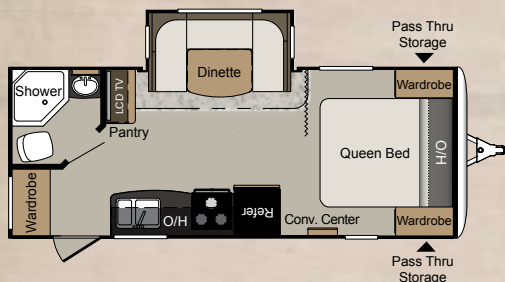 Pass Thru
Storage
Dinette
Shower
LCD TV
Wardrobe
Pantry
Queen Bed
O/H
Wardrobe
O/H
Refer
Conv. Center
Wardrobe
Pass Thru
Storage